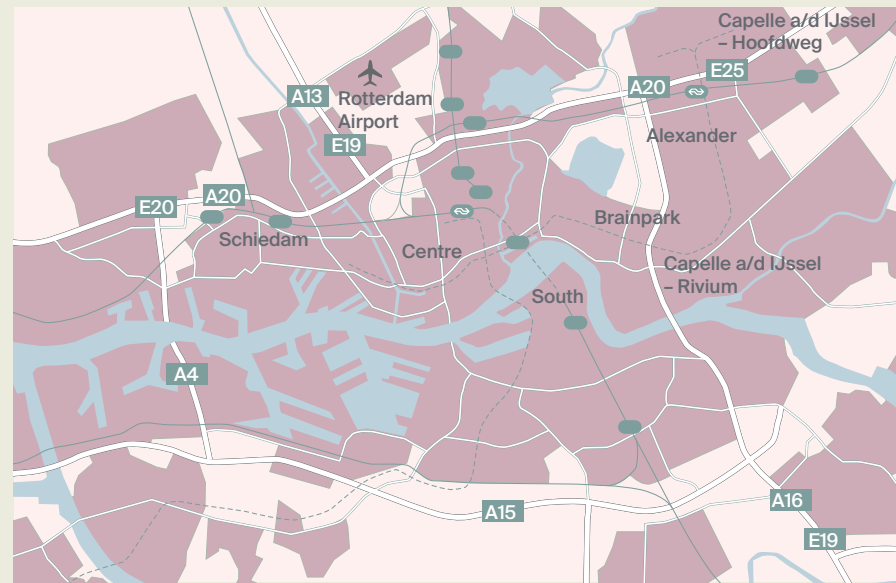 Capelle a/d IJssel
– Hoofdweg
E25
A20
A13
Rotterdam
Airport
E19
Alexander
A20
E20
Brainpark
Schiedam
Centre
Capelle a/d IJssel
– Rivium
South
A4
A16
A15
E19